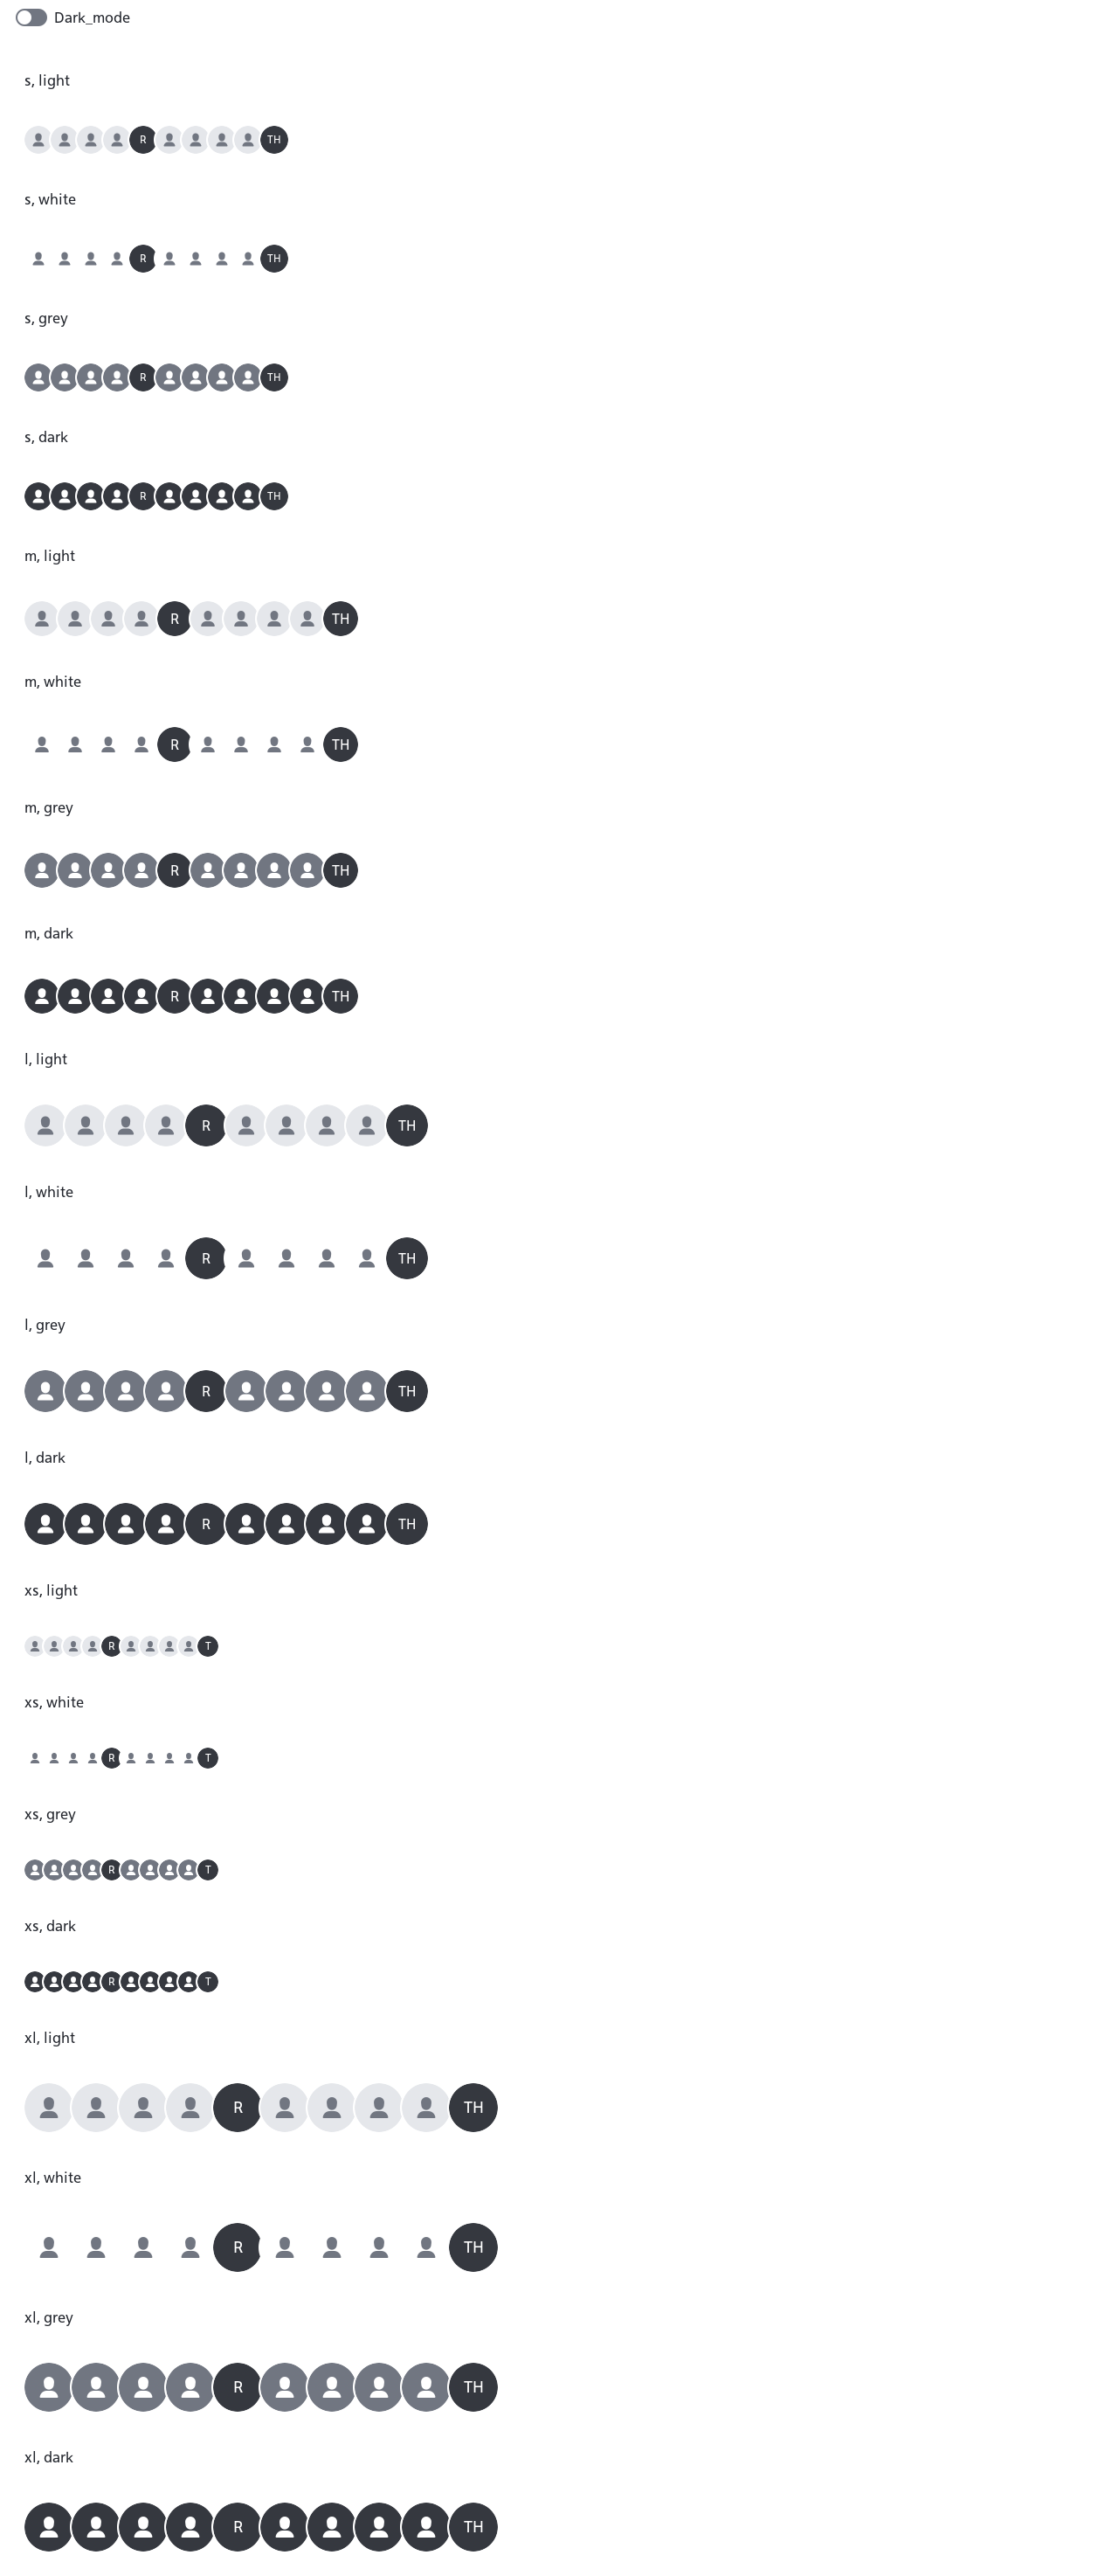 Dark_mode
s, light
R TH
s, white
R TH
s, grey
R TH
s, dark
R TH
m, light
R TH
m, white
R TH
m, grey
R TH
m, dark
R TH
l, light
R TH
l, white
R TH
l, grey
R TH
l, dark
R TH
xs, light
R T
xs, white
R T
xs, grey
R T
xs, dark
R T
xl, light
R TH
xl, white
R TH
xl, grey
R TH
xl, dark
R TH